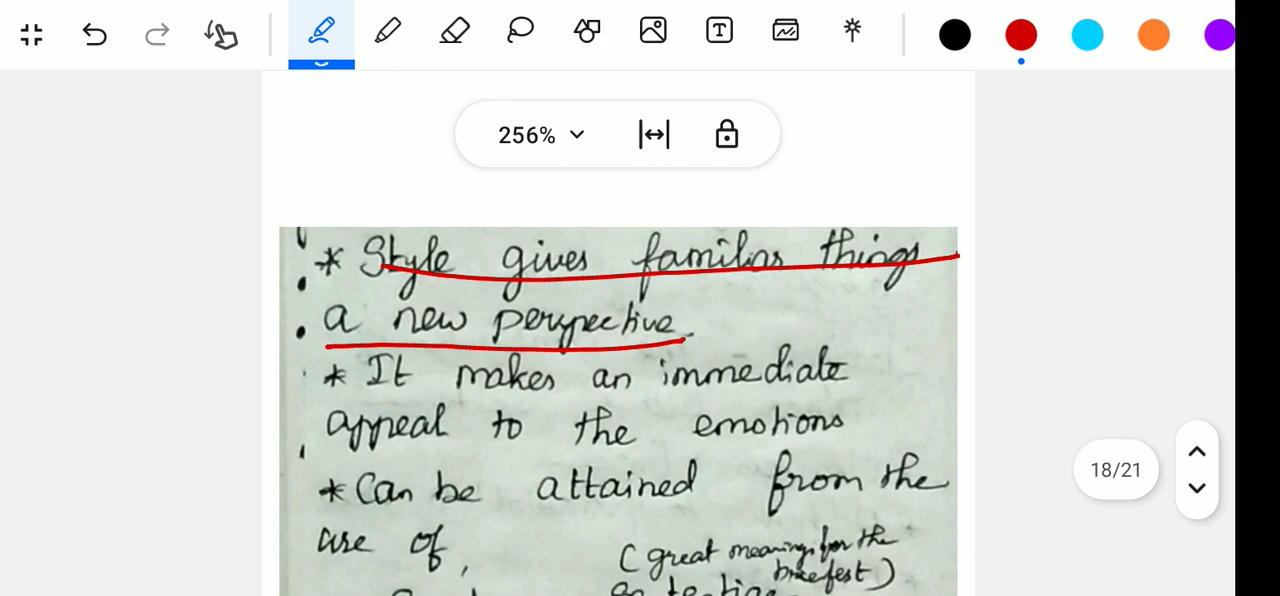 256%
* Style gives familiar things
a new perspective.
* It makes an immediate
appeal to the emotions
* Can be attained from the
use of,
(great meanings for the
briefest)
18/21